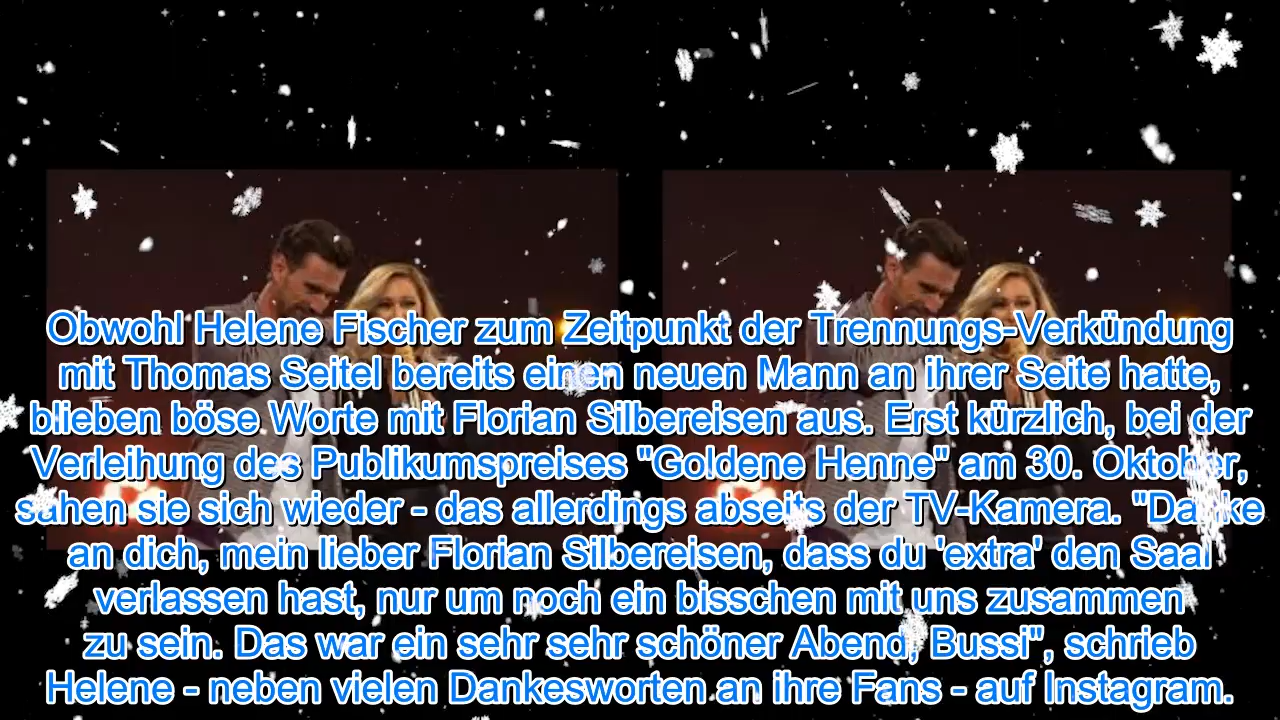 Obwohl Helene Fischer zum Zeitpunkt der Trennungs-Verkündung
mit Thomas Seitel bereits einen neuen Mann an ihrer Seite hatte,
blieben böse Worte mit Florian Silbereisen aus. Erst kürzlich, bei der
Verleihung des Publikumspreises "Goldene Henne" am 30. Oktober,
sahen sie sich wieder - das allerdings abseits der TV-Kamera. "Danke
an dich, mein lieber Florian Silbereisen, dass du 'extra' den Saal
verlassen hast, nur um noch ein bisschen mit uns zusammen
zu sein. Das war ein sehr sehr schöner Abend, Bussi", schrieb
Helene - neben vielen Dankesworten an ihre Fans - auf Instagram.